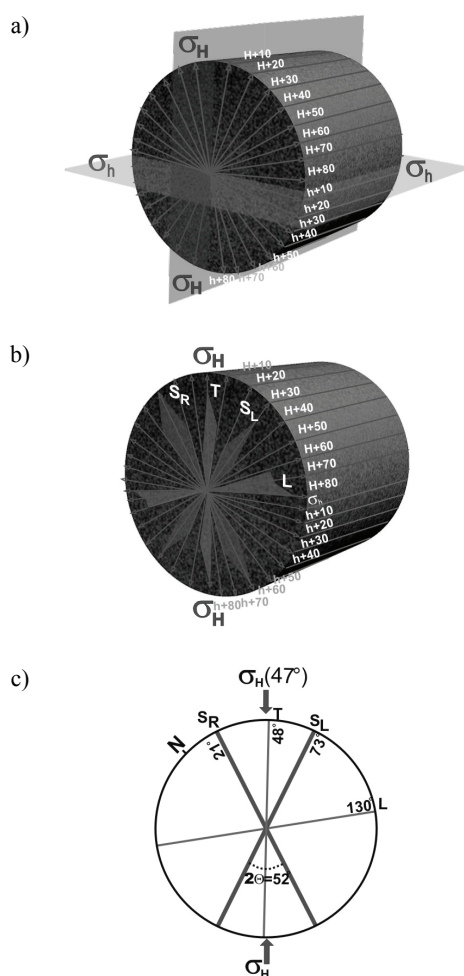 a)
σH
H+10
H+20
H+30
H+40
H+50
H+60
H+70
H+80
σh
σh
h+10
h+20
h+30
h+40
h+50
h+60
h+70
h+80
σH
b)
σH
H+10
H+20
H+30
H+40
H+50
H+60
H+70
H+80
σh
h+10
h+20
h+30
h+40
h+50
h+60
h+70
h+80
SR
T
SL
L
σH
c)
σH(47°)
SR
T
SL
N
21°
48°
73°
130°
L
2Θ=52
σH